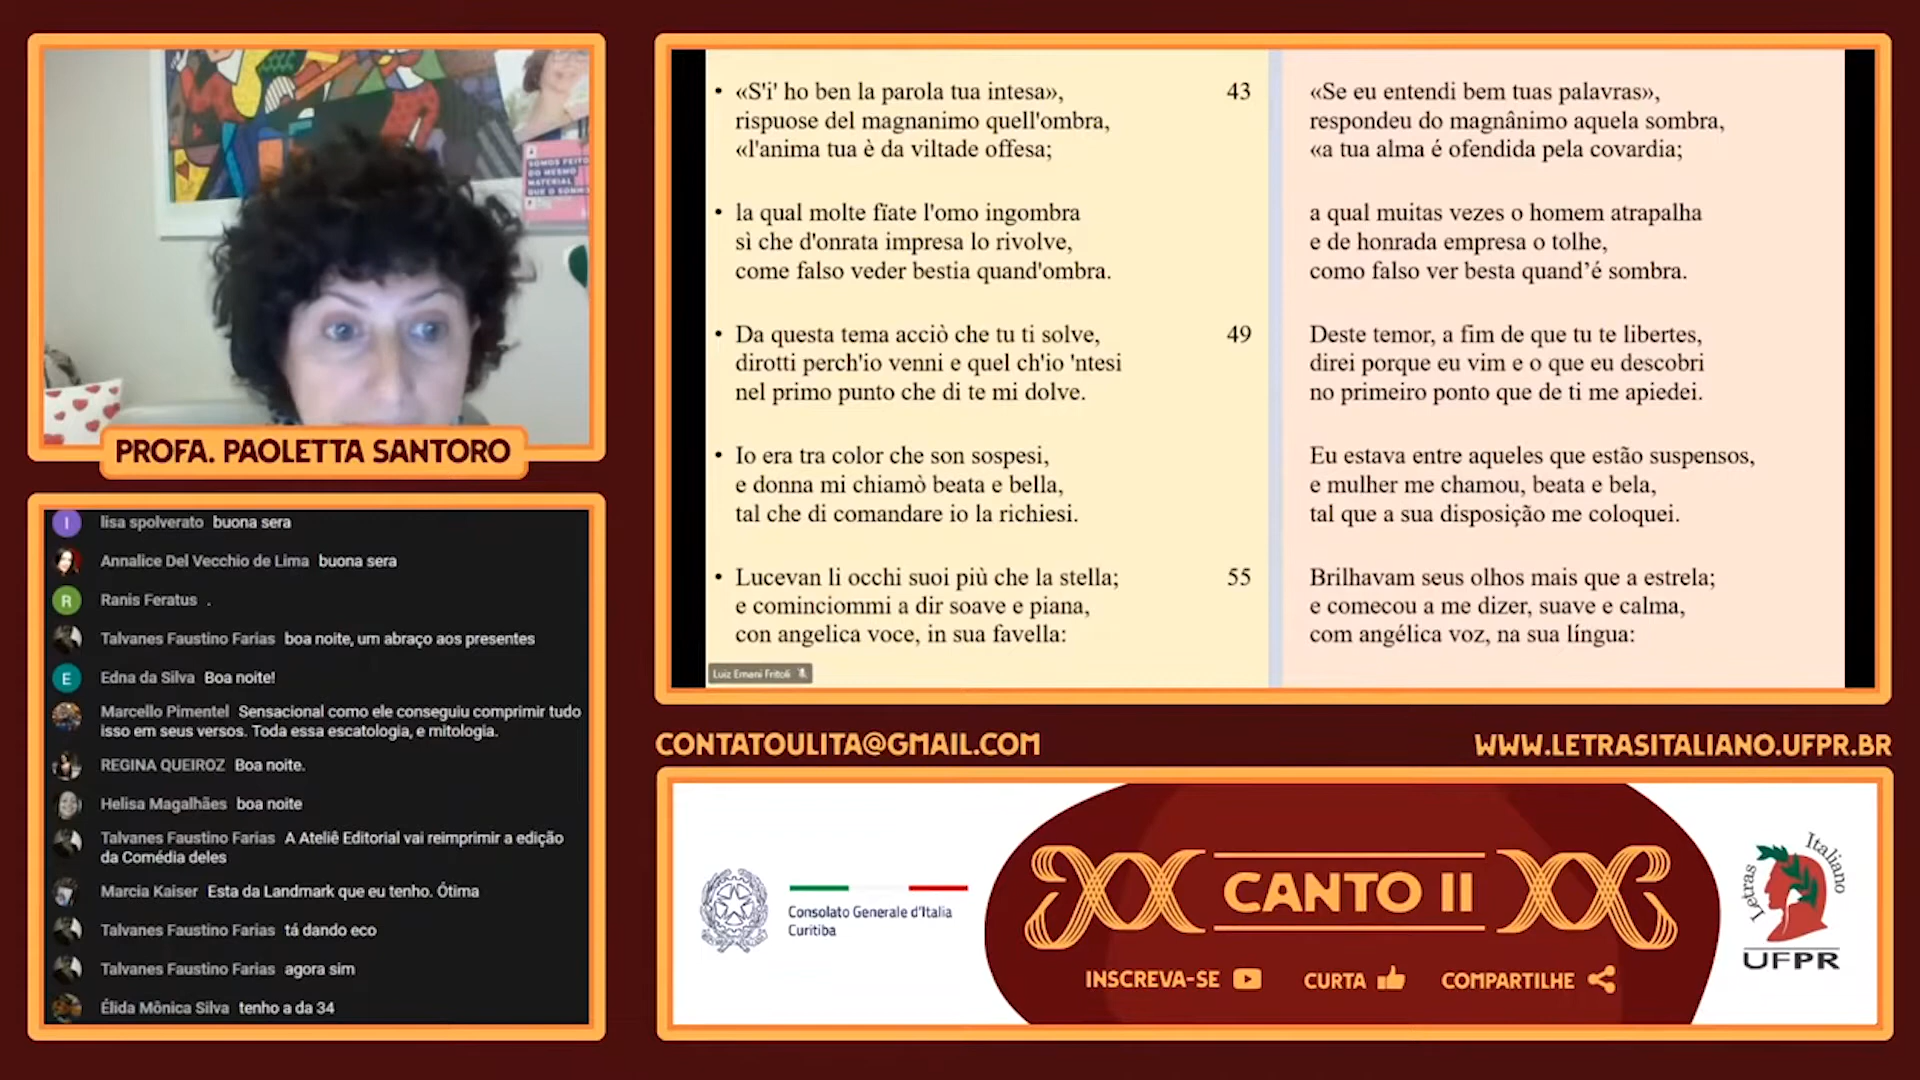 SOMOS FEITO
DO MESMO
MATERIAL
QUE O SONHO
PROFA. PAOLETTA SANTORO
l
lisa spolverato buona sera
Annalice Del Vecchio de Lima buona sera
R
Ranis Feratus .
Talvanes Faustino Farias boa noite, um abraço aos presentes
E
Edna da Silva Boa noite!
Marcello Pimentel Sensacional como ele conseguiu comprimir tudo
isso em seus versos. Toda essa escatologia, e mitologia.
REGINA QUEIROZ Boa noite.
Helisa Magalhães boa noite
Talvanes Faustino Farias A Ateliê Editorial vai reimprimir a edição
da Comédia deles
Marcia Kaiser Esta da Landmark que eu tenho. Ótima
Talvanes Faustino Farias tá dando eco
Talvanes Faustino Farias agora sim
Élida Mônica Silva tenho a da 34
• «S'i' ho ben la parola tua intesa», 43
rispuose del magnanimo quell'ombra,
«l'anima tua è da viltade offesa;
• la qual molte fïate l'omo ingombra
sì che d'onrata impresa lo rivolve,
come falso veder bestia quand'ombra.
• Da questa tema acciò che tu ti solve, 49
dirotti perch'io venni e quel ch'io 'ntesi
nel primo punto che di te mi dolve.
• Io era tra color che son sospesi,
e donna mi chiamò beata e bella,
tal che di comandare io la richiesi.
• Lucevan li occhi suoi più che la stella; 55
e cominciommi a dir soave e piana,
con angelica voce, in sua favella:
Luiz Ernani Fritoli
«Se eu entendi bem tuas palavras»,
respondeu do magnânimo aquela sombra,
«a tua alma é ofendida pela covardia;
a qual muitas vezes o homem atrapalha
e de honrada empresa o tolhe,
como falso ver besta quand’é sombra.
Deste temor, a fim de que tu te libertes,
direi porque eu vim e o que eu descobri
no primeiro ponto que de ti me apiedei.
Eu estava entre aqueles que estão suspensos,
e mulher me chamou, beata e bela,
tal que a sua disposição me coloquei.
Brilhavam seus olhos mais que a estrela;
e comecou a me dizer, suave e calma,
com angélica voz, na sua língua:
CONTATOULITA@GMAIL.COM
WWW.LETRASITALIANO.UFPR.BR
Consolato Generale d'Italia
Curitiba
CANTO II
INSCREVA-SE
CURTA
COMPARTILHE
Letras Italiano
UFPR